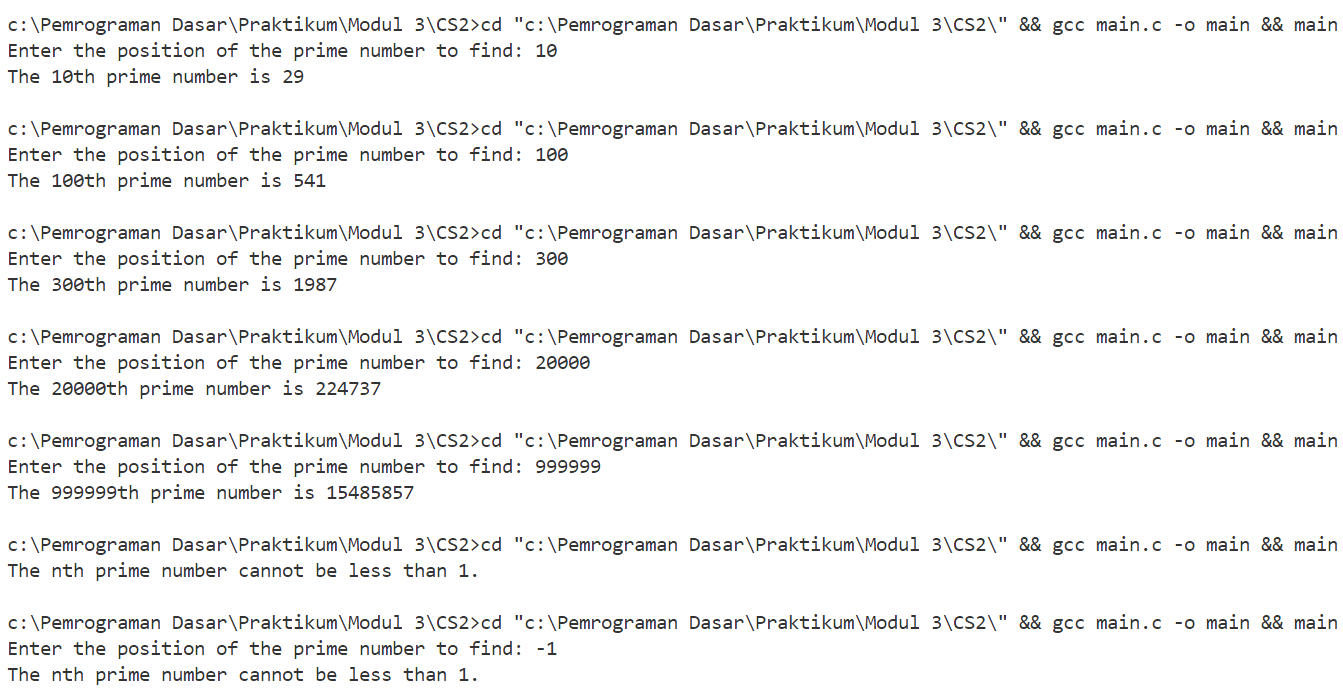 c:\Pemrograman Dasar\Praktikum\Modul 3\CS2>cd "c:\Pemrograman Dasar\Praktikum\Modul 3\CS2\" && gcc main.c -o main && main
Enter the position of the prime number to find: 10
The 10th prime number is 29

c:\Pemrograman Dasar\Praktikum\Modul 3\CS2>cd "c:\Pemrograman Dasar\Praktikum\Modul 3\CS2\" && gcc main.c -o main && main
Enter the position of the prime number to find: 100
The 100th prime number is 541

c:\Pemrograman Dasar\Praktikum\Modul 3\CS2>cd "c:\Pemrograman Dasar\Praktikum\Modul 3\CS2\" && gcc main.c -o main && main
Enter the position of the prime number to find: 300
The 300th prime number is 1987

c:\Pemrograman Dasar\Praktikum\Modul 3\CS2>cd "c:\Pemrograman Dasar\Praktikum\Modul 3\CS2\" && gcc main.c -o main && main
Enter the position of the prime number to find: 20000
The 20000th prime number is 224737

c:\Pemrograman Dasar\Praktikum\Modul 3\CS2>cd "c:\Pemrograman Dasar\Praktikum\Modul 3\CS2\" && gcc main.c -o main && main
Enter the position of the prime number to find: 999999
The 999999th prime number is 15485857

c:\Pemrograman Dasar\Praktikum\Modul 3\CS2>cd "c:\Pemrograman Dasar\Praktikum\Modul 3\CS2\" && gcc main.c -o main && main
The nth prime number cannot be less than 1.

c:\Pemrograman Dasar\Praktikum\Modul 3\CS2>cd "c:\Pemrograman Dasar\Praktikum\Modul 3\CS2\" && gcc main.c -o main && main
Enter the position of the prime number to find: -1
The nth prime number cannot be less than 1.